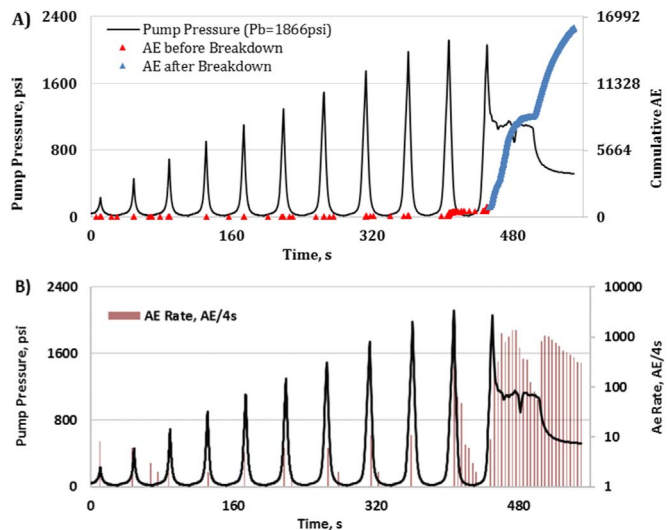 A)
2400
1600
800
0
Pump Pressure, psi
Pump Pressure (Pb=1866psi)
AE before Breakdown
AE after Breakdown
16992
11328
5664
0
Cumulative AE
0 160 320 480
Time, s
B)
2400
1600
800
0
Pump Pressure, psi
AE Rate, AE/4s
10000
1000
100
10
1
Ae Rate, AE/4s
0 160 320 480
Time, s